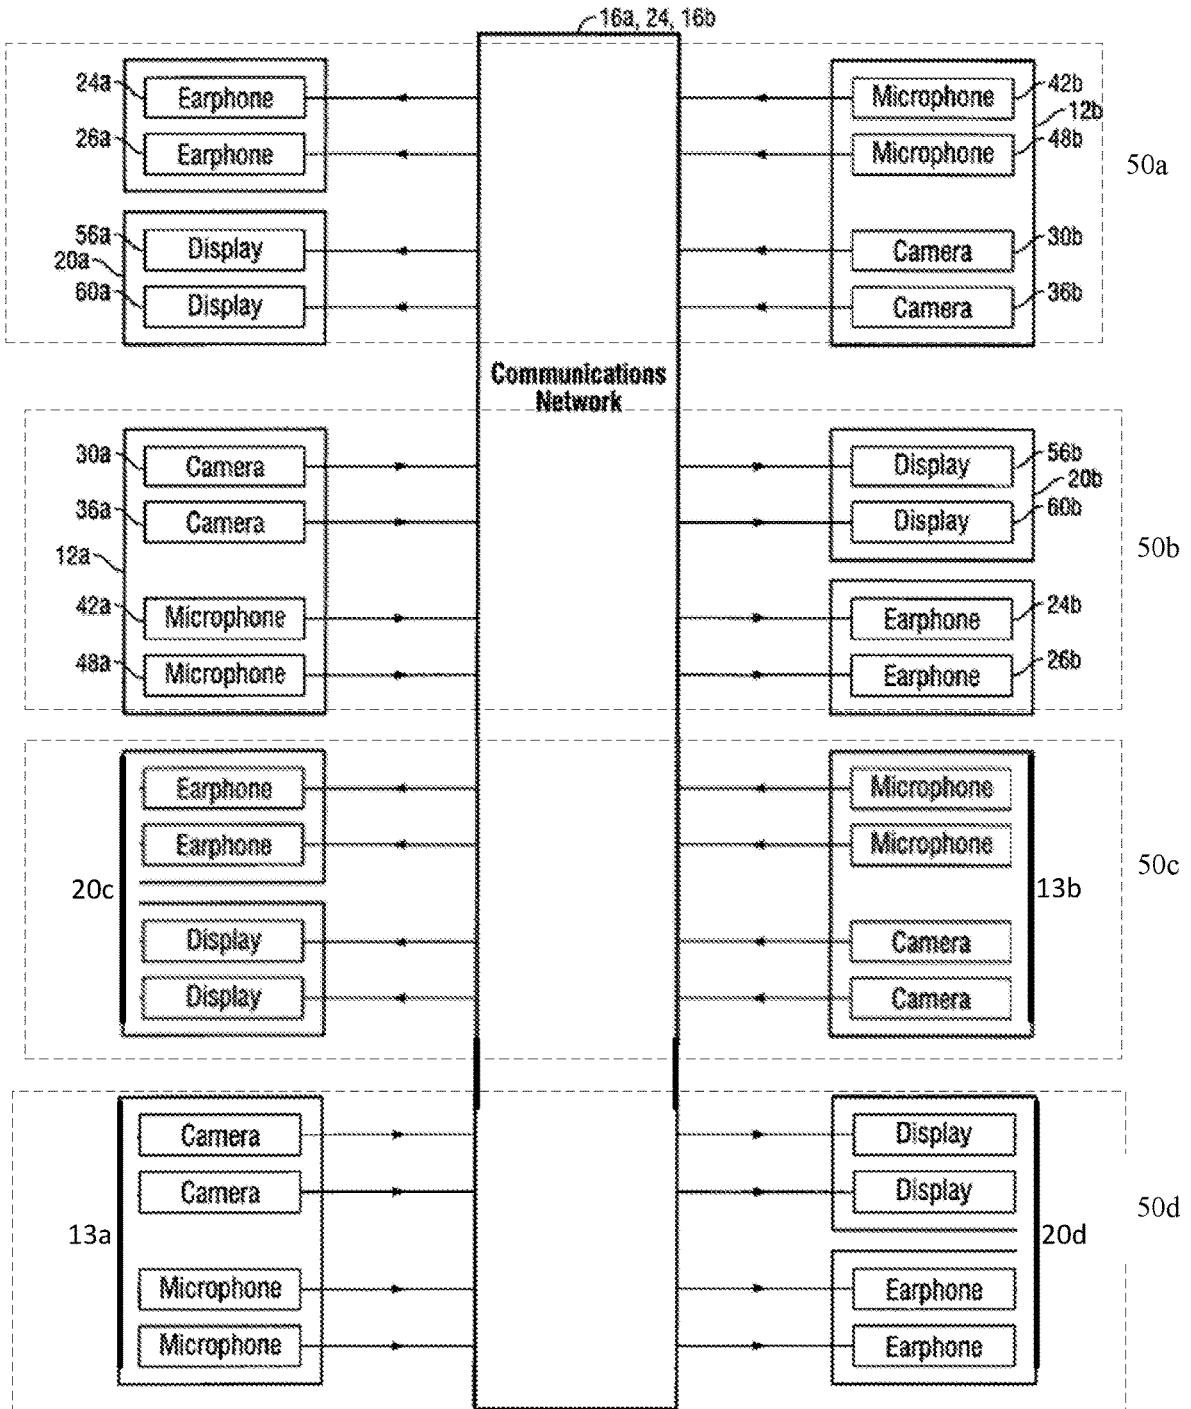 16a, 24, 16b
24a Earphone Microphone 42b
12b
26a Earphone Microphone 48b
50a
56a Display Camera 30b
20a
60a Display Camera 36b
Communications
Network
30a Camera Display 56b
20b
36a Camera Display 60b
50b
12a
42a Microphone Earphone 24b
48a Microphone Earphone 26b
Earphone Microphone
Earphone Microphone
50c
20c 13b
Display Camera
Display Camera
Camera Display
Camera Display
50d
13a 20d
Microphone Earphone
Microphone Earphone